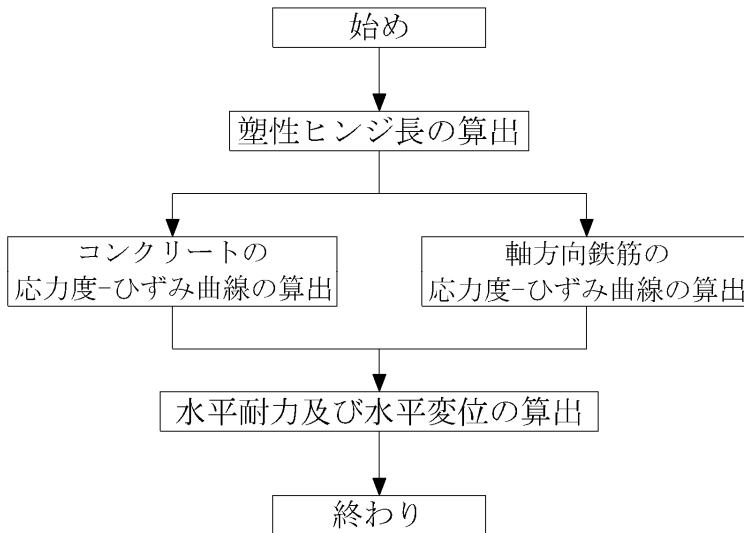 始め
塑性ヒンジ長の算出
コンクリートの
応力度-ひずみ曲線の算出
軸方向鉄筋の
応力度-ひずみ曲線の算出
水平耐力及び水平変位の算出
終わり